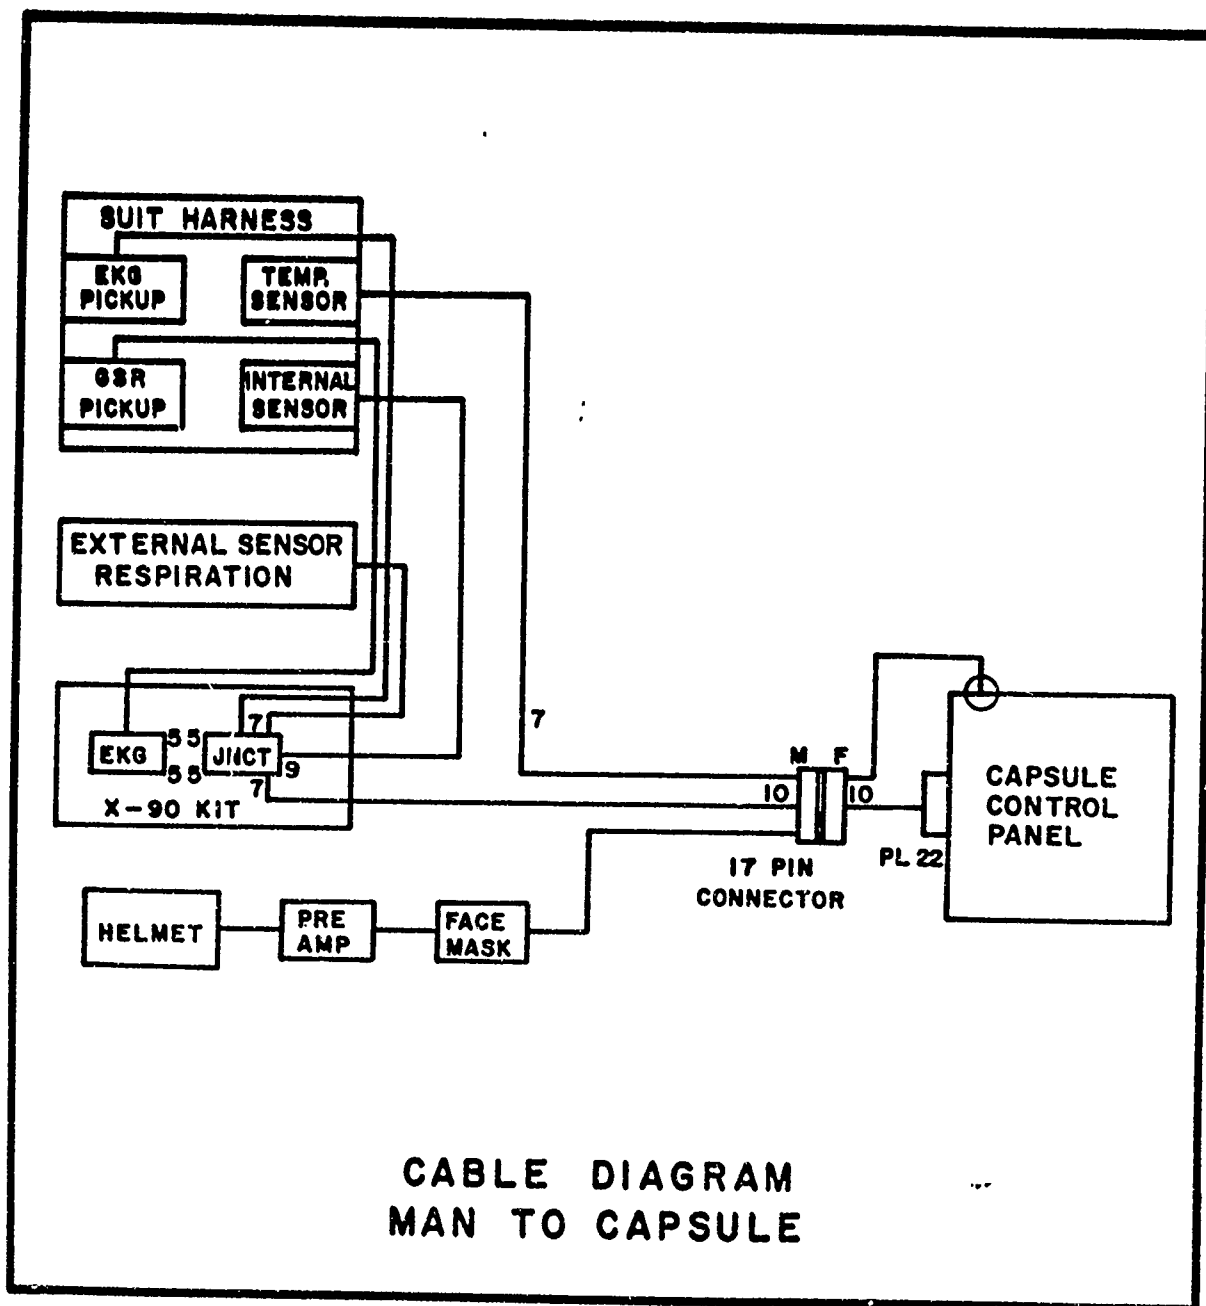 SUIT HARNESS
EKG
PICKUP
TEMP.
SENSOR
GSR
PICKUP
INTERNAL
SENSOR
EXTERNAL SENSOR
RESPIRATION
7
7
EKG
5 5
JNCT
5 5
9
7
X-90 KIT
M F
10
10
CAPSULE
CONTROL
PANEL
PL 22
17 PIN
CONNECTOR
HELMET
PRE
AMP
FACE
MASK
CABLE DIAGRAM
MAN TO CAPSULE